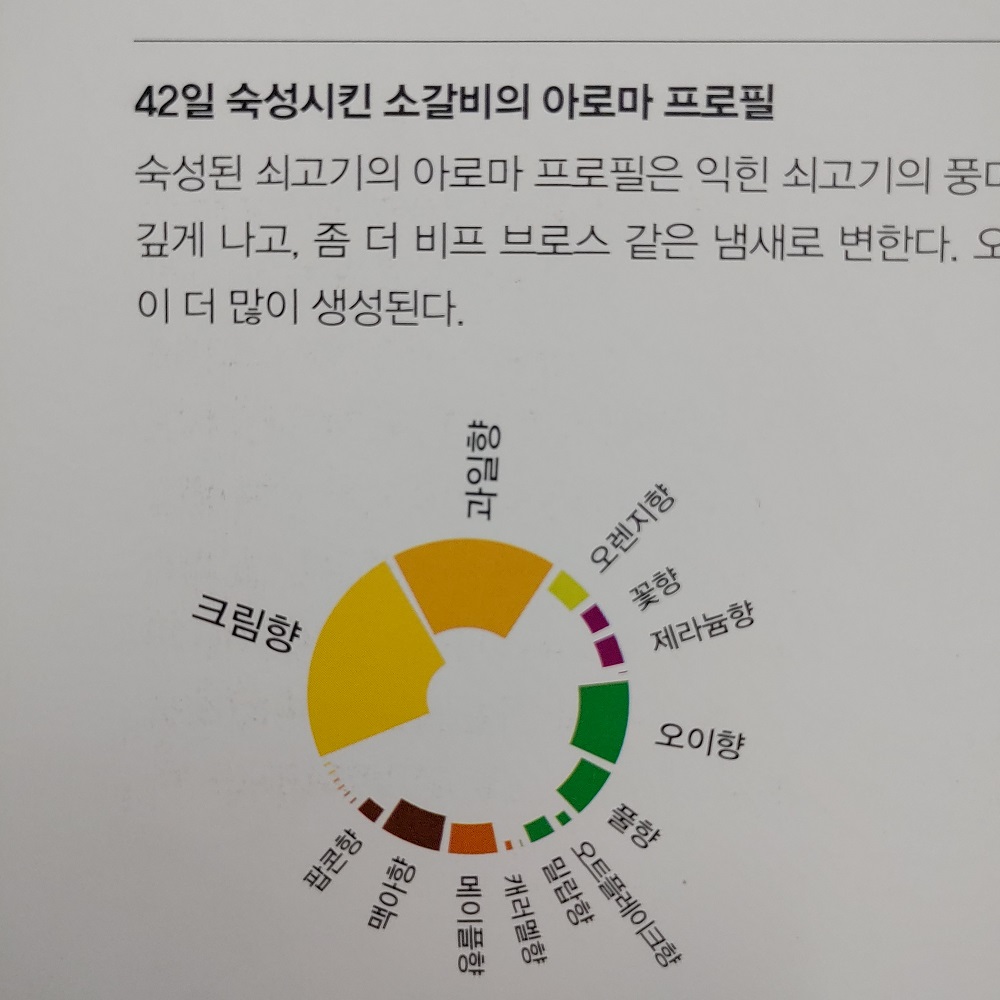 42일 숙성시킨 소갈비의 아로마 프로필
숙성된 쇠고기의 아로마 프로필은 익힌 쇠고기의
깊게 나고, 좀 더 비프 브로스 같은 냄새로 변한다.
이 더 많이 생성된다.
과일향
오렌지향
꽃향
제라늄향
오이향
풀향
오트플레이크향
밀랍향
캐러멜향
메이플향
맥아향
팝콘향
크림향